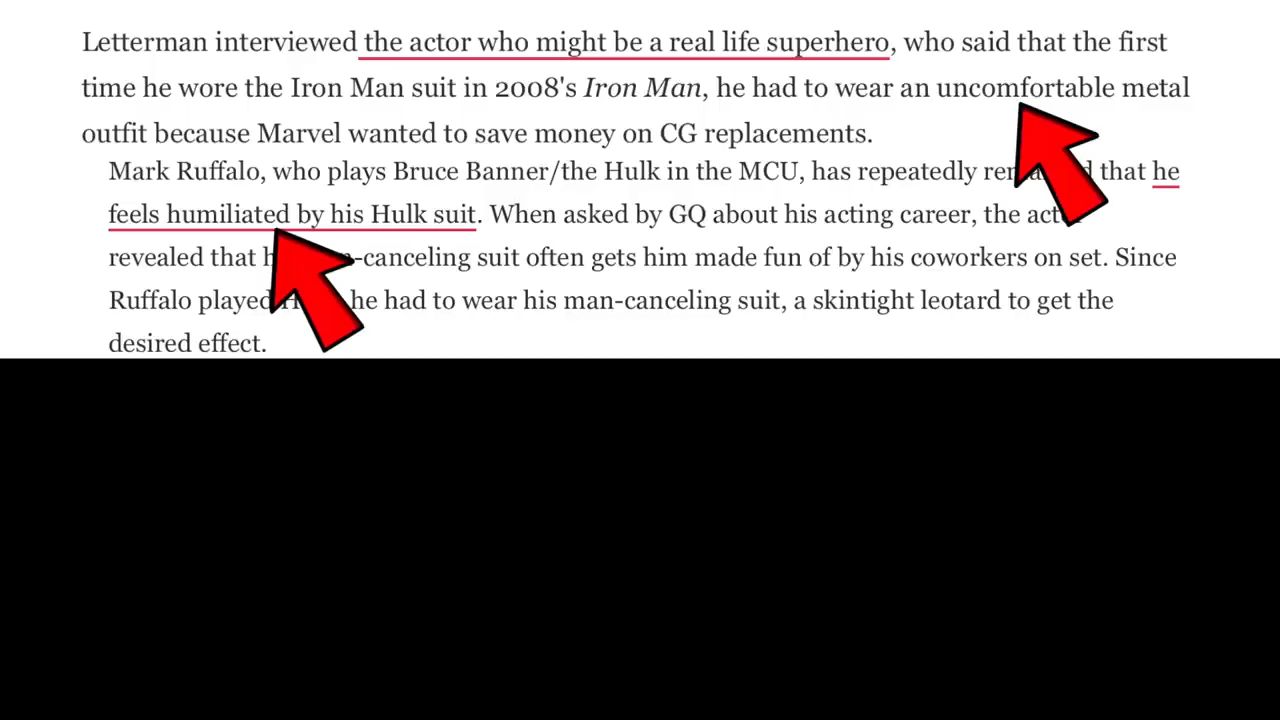 Letterman interviewed the actor who might be a real life superhero, who said that the first
time he wore the Iron Man suit in 2008's Iron Man, he had to wear an uncomfortable metal
outfit because Marvel wanted to save money on CG replacements.
Mark Ruffalo, who plays Bruce Banner/the Hulk in the MCU, has repeatedly that he
feels humiliated by his Hulk suit. When asked by GQ about his acting career, the actor
revealed that -canceling suit often gets him made fun of by his coworkers on set. Since
Ruffalo played he had to wear his man-canceling suit, a skintight leotard to get the
desired effect.